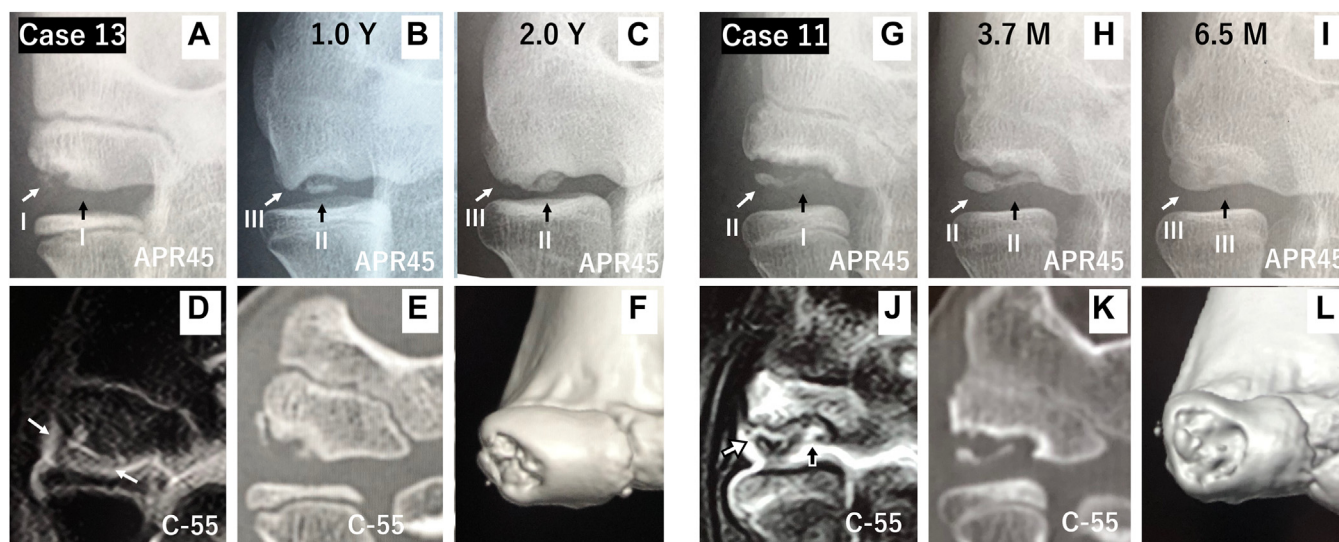 Case 13 A
I
I
APR45
1.0 Y B
III
II
APR45
2.0 Y C
III
II
APR45
Case 11 G
II
I
APR45
3.7 M H
II
II
APR45
6.5 M I
III
III
APR45
D
C-55
E
C-55
F
J
C-55
K
C-55
L